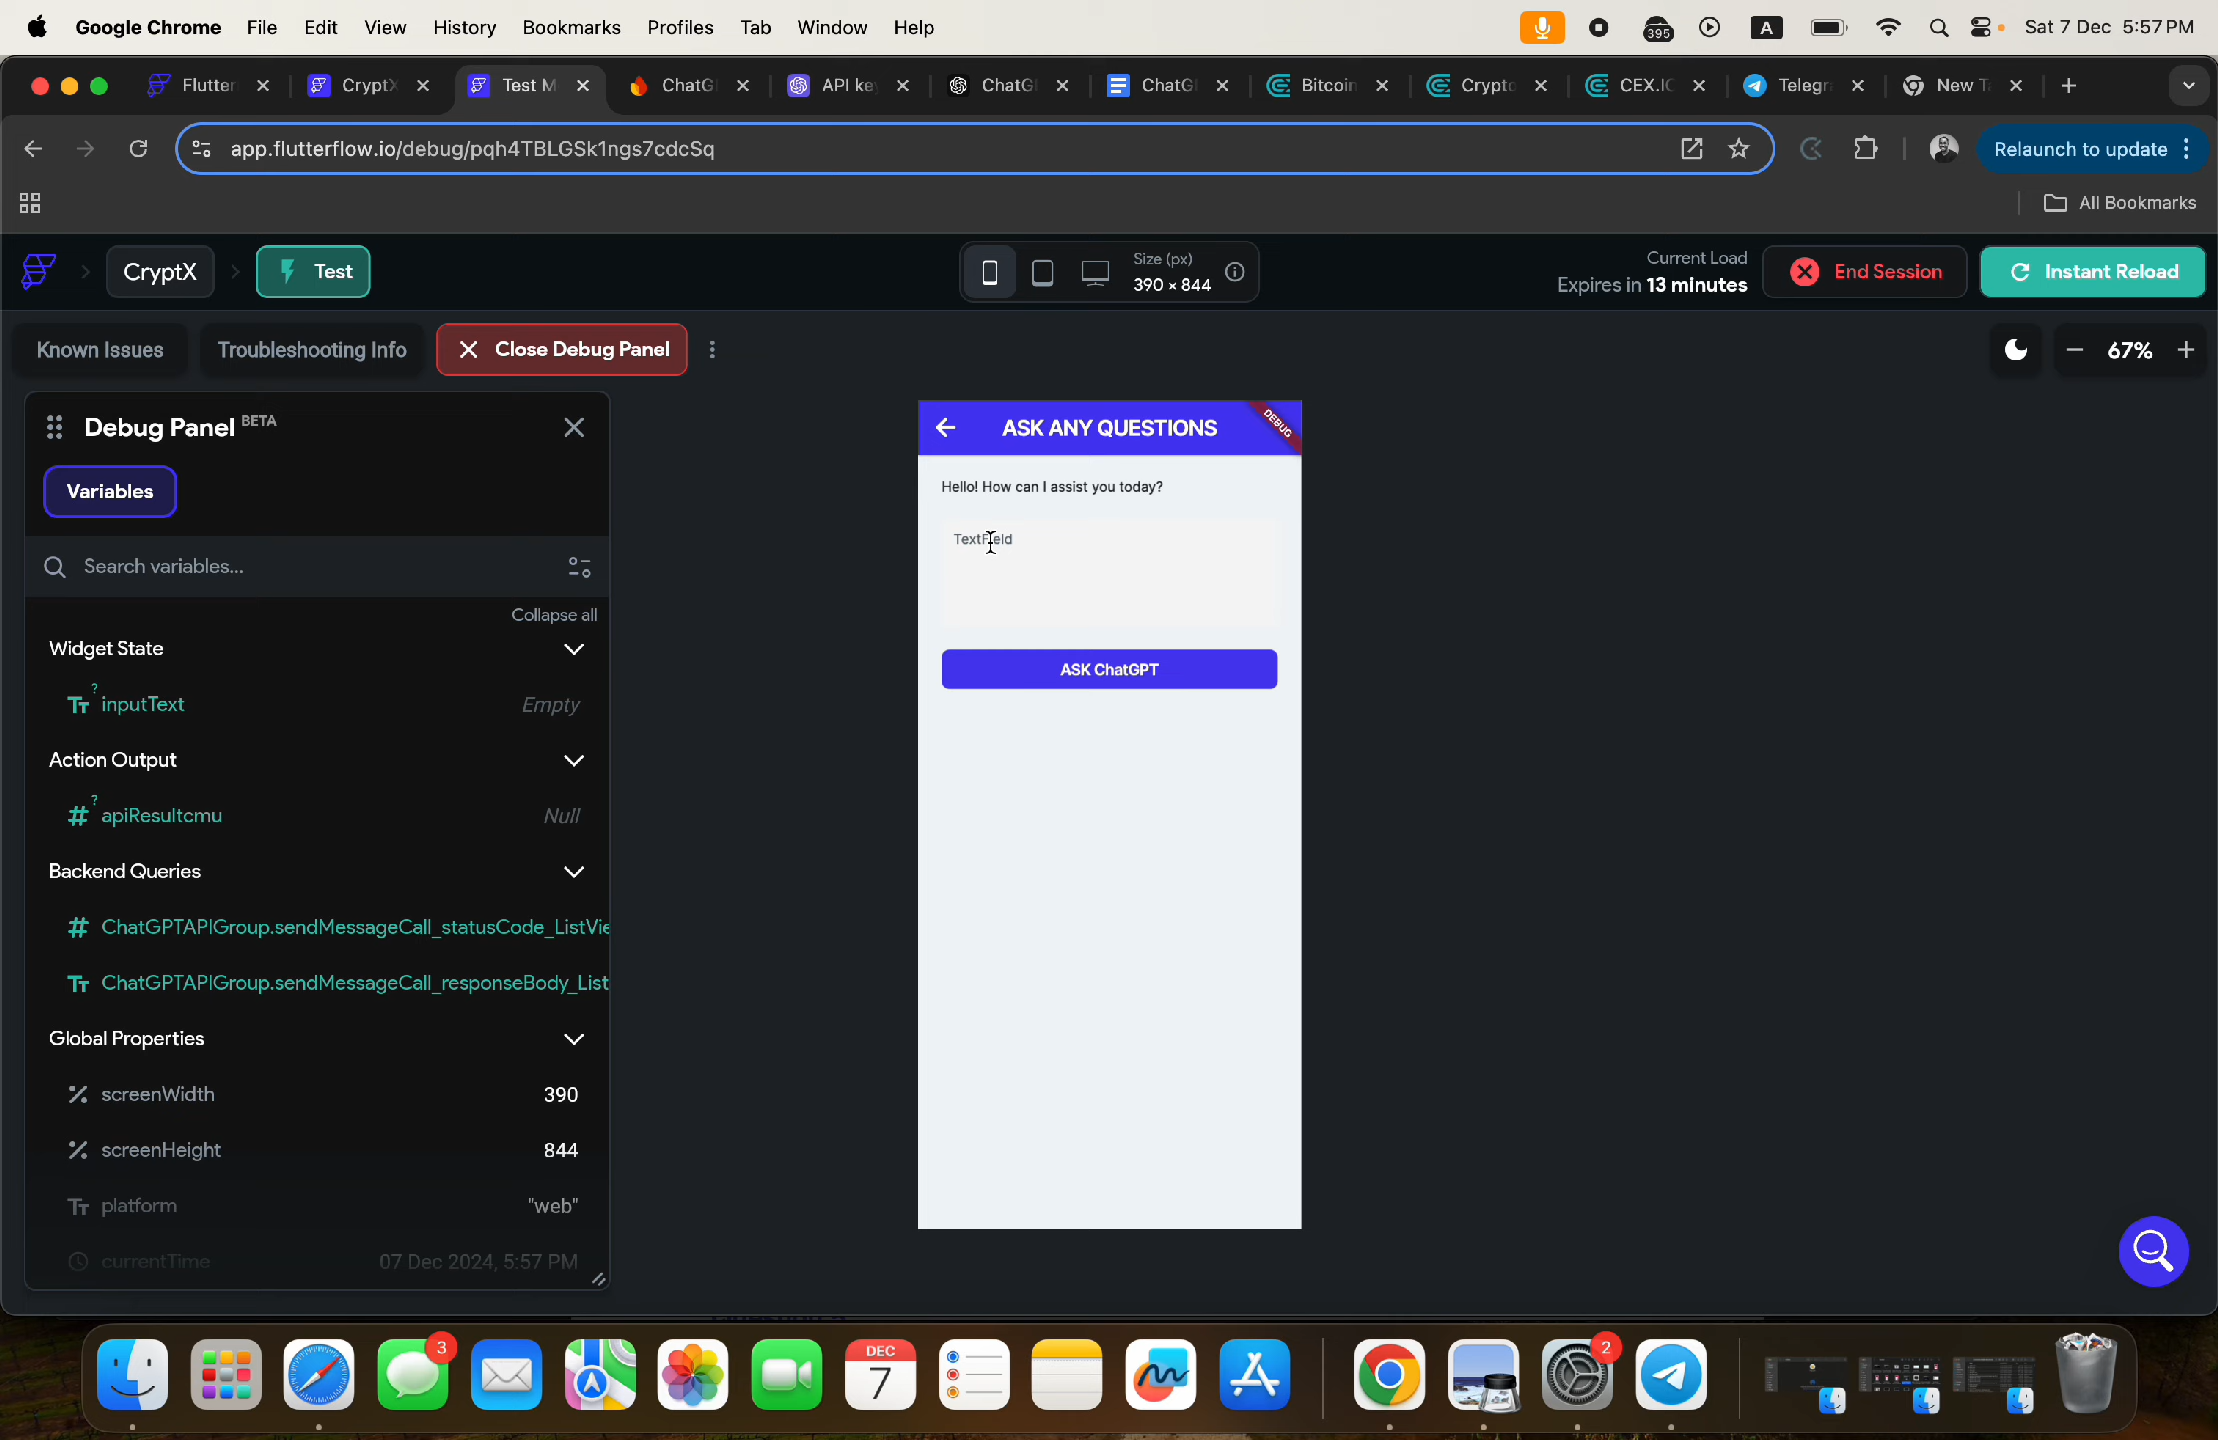 Google Chrome File Edit View History Bookmarks Profiles Tab Window Help 395 A Sat 7 Dec 5:57 PM
Flutter CryptX Test M ChatG API key ChatG ChatG Bitcoin Crypto CEX.IO Telegr New T
app.flutterflow.io/debug/pqh4TBLGSk1ngs7cdcSq Relaunch to update
All Bookmarks
CryptX Test Size (px) 390 × 844 Current Load Expires in 13 minutes End Session Instant Reload
Known Issues Troubleshooting Info Close Debug Panel 67%
Debug Panel BETA
Variables
Search variables...
Collapse all
Widget State
inputText Empty
Action Output
apiResultcmu Null
Backend Queries
ChatGPTAPIGroup.sendMessageCall_statusCode_ListVie
ChatGPTAPIGroup.sendMessageCall_responseBody_List
Global Properties
screenWidth 390
screenHeight 844
platform "web"
currentTime 07 Dec 2024, 5:57 PM
ASK ANY QUESTIONS
DEBUG
Hello! How can I assist you today?
TextField
ASK ChatGPT
3
DEC
7
2